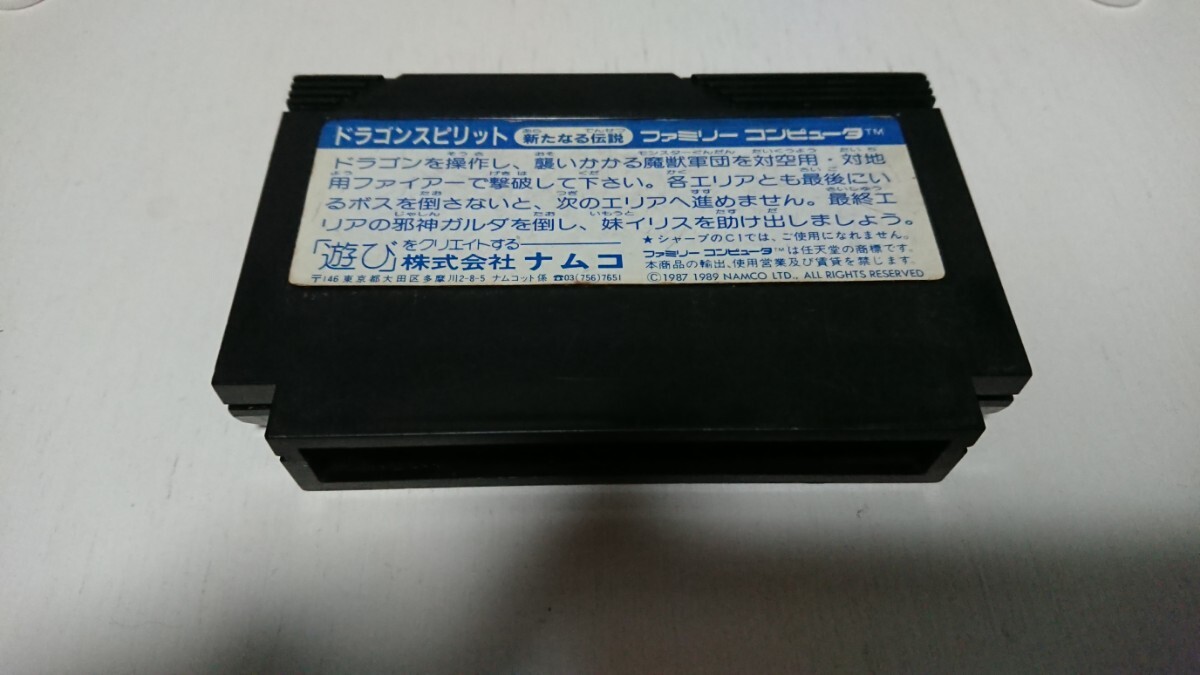 ドラゴンスピリット 新たなる伝説 ファミリー コンピュータ™
ドラゴンを操作し、襲いかかる魔獣軍団を対空用・対地
用ファイアーで撃破して下さい。各エリアとも最後にい
るボスを倒さないと、次のエリアへ進めません。最終エ
リアの邪神ガルダを倒し、妹イリスを助け出しましょう。
「遊び」をクリエイトする
株式会社 ナムコ
〒146 東京都大田区多摩川2-8-5 ナムコット係 ☎03(756)7651
★シャープのC1では、ご使用になれません。
ファミリー コンピュータ™は任天堂の商標です。
本商品の輸出、使用営業及び賃貸を禁じます。
©1987 1989 NAMCO LTD., ALL RIGHTS RESERVED